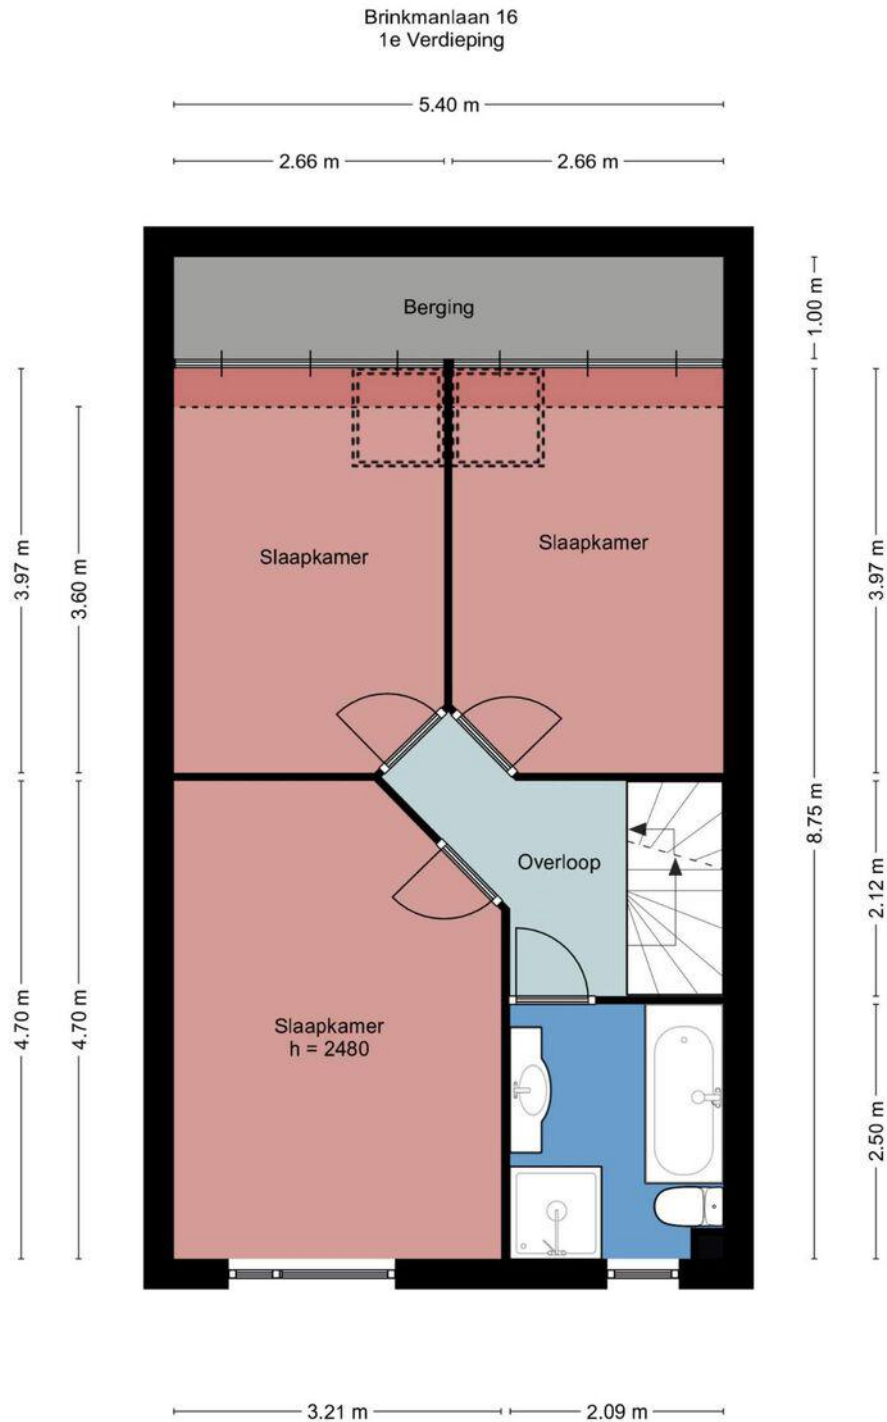 Brinkmanlaan 16
1e Verdieping
5.40 m
2.66 m
2.66 m
Berging
1.00 m
3.97 m
3.60 m
Slaapkamer
Slaapkamer
3.97 m
8.75 m
Overloop
2.12 m
4.70 m
4.70 m
Slaapkamer
h = 2480
2.50 m
3.21 m
2.09 m